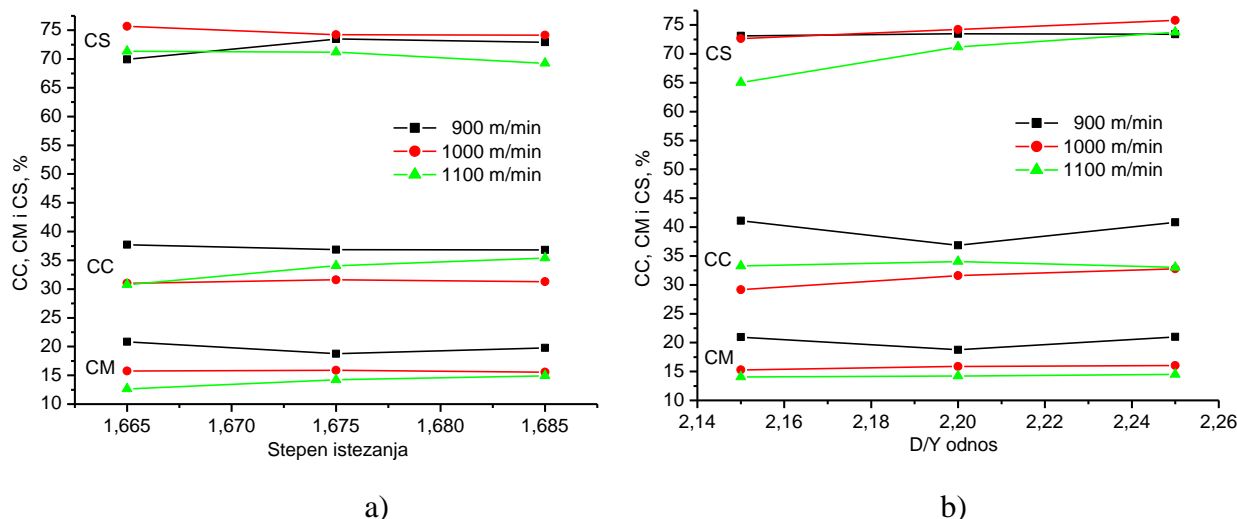 CC, CM i CS, %
75
70
65
60
55
50
45
40
35
30
25
20
15
10
CS
CC
CM
900 m/min
1000 m/min
1100 m/min
1,665 1,670 1,675 1,680 1,685
Stepen istezanja
a)
CC, CM i CS, %
75
70
65
60
55
50
45
40
35
30
25
20
15
10
CS
CC
CM
900 m/min
1000 m/min
1100 m/min
2,14 2,16 2,18 2,20 2,22 2,24 2,26
D/Y odnos
b)